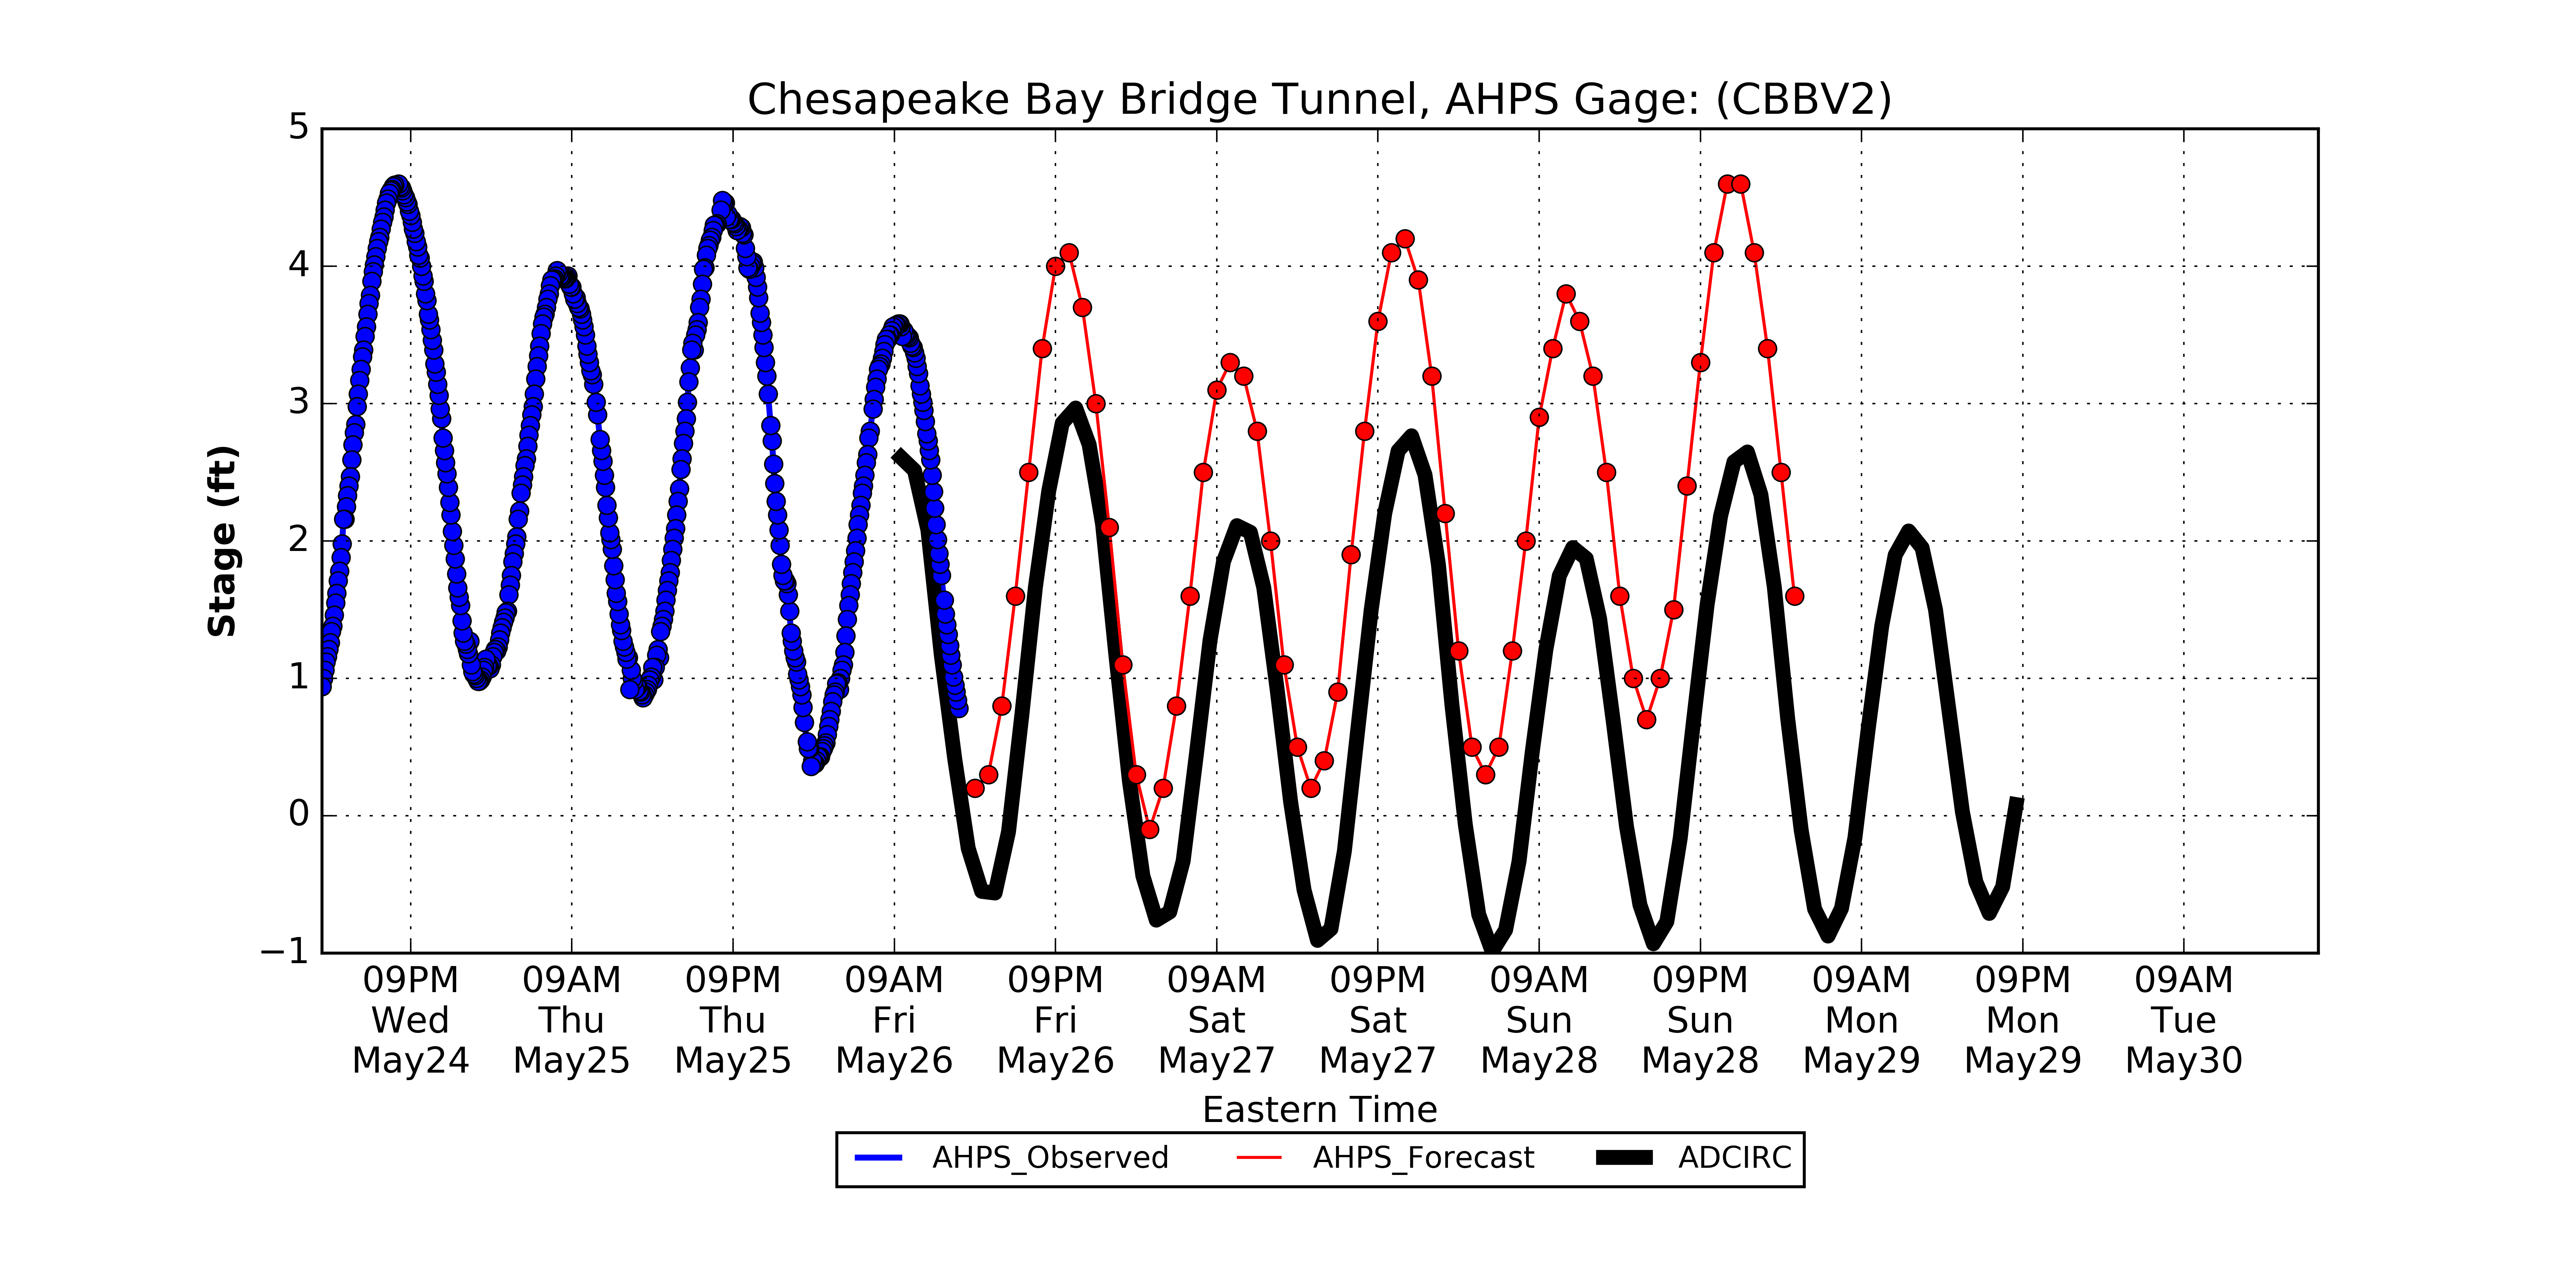 Chesapeake Bay Bridge Tunnel, AHPS Gage: (CBBV2)
5
4
3
2
1
0
−1
Stage (ft)
09PM 09AM 09PM 09AM 09PM 09AM 09PM 09AM 09PM 09AM 09PM 09AM
Wed Thu Thu Fri Fri Sat Sat Sun Sun Mon Mon Tue
May24 May25 May25 May26 May26 May27 May27 May28 May28 May29 May29 May30
Eastern Time
AHPS_Observed AHPS_Forecast ADCIRC